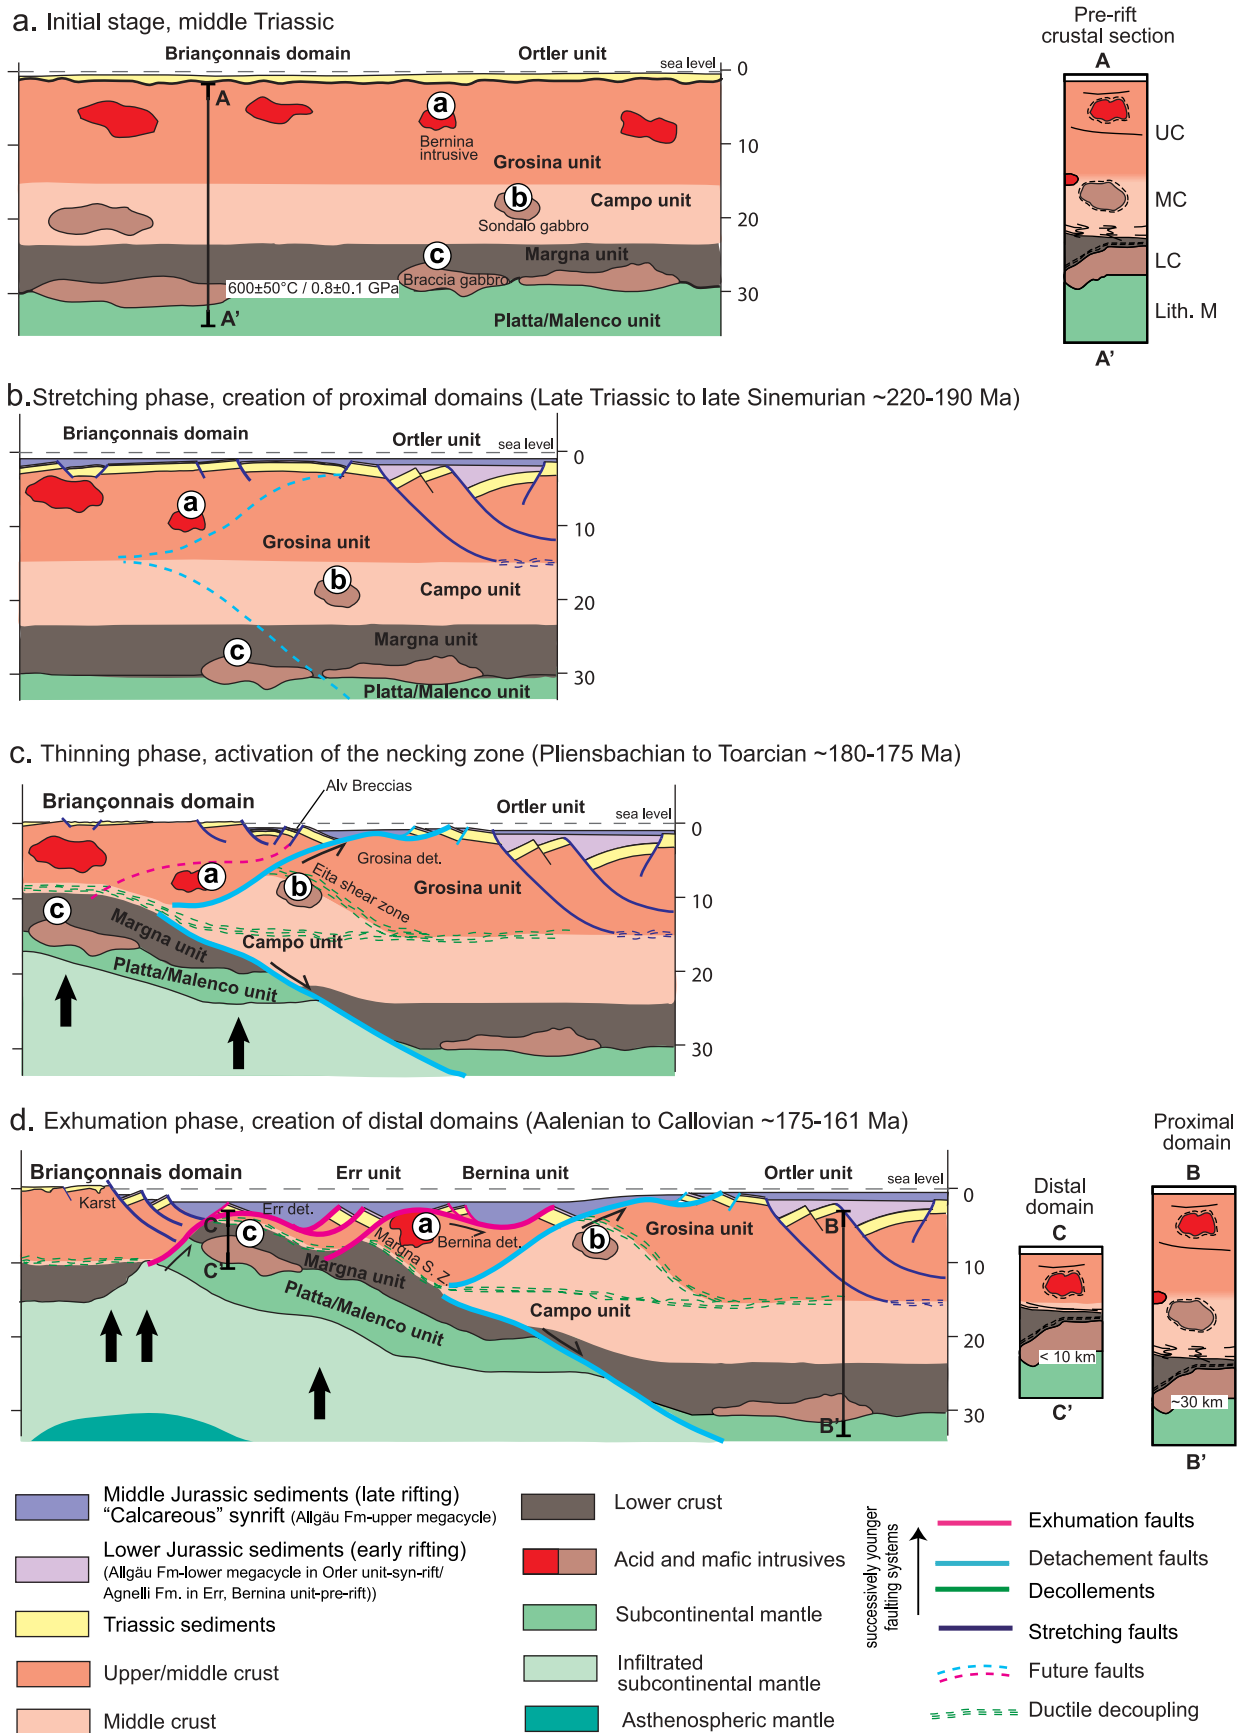 a. Initial stage, middle Triassic
Briançonnais domain
Ortler unit
sea level
0
10
20
30
A
a
Bernina
intrusive
Grosina unit
b
Campo unit
Sondalo gabbro
c
Margna unit
Braccia gabbro
600±50°C / 0.8±0.1 GPa
A'
Platta/Malenco unit
Pre-rift
crustal section
A
UC
MC
LC
Lith. M
A'
b. Stretching phase, creation of proximal domains (Late Triassic to late Sinemurian ~220-190 Ma)
Briançonnais domain
Ortler unit
sea level
0
10
20
30
a
Grosina unit
b
Campo unit
Margna unit
c
Platta/Malenco unit
c. Thinning phase, activation of the necking zone (Pliensbachian to Toarcian ~180-175 Ma)
Alv Breccias
Briançonnais domain
Ortler unit
sea level
0
10
20
30
Grosina det.
a
b
Eita shear zone
Grosina unit
c
Margna unit
Campo unit
Platta/Malenco unit
d. Exhumation phase, creation of distal domains (Aalenian to Callovian ~175-161 Ma)
Briançonnais domain
Err unit
Bernina unit
Ortler unit
sea level
0
10
20
30
Karst
Err det.
C
c
C'
a
Bernina det.
Margna S. Z.
b
Grosina unit
B
Margna unit
Campo unit
Platta/Malenco unit
B'
Distal
domain
C
< 10 km
C'
Proximal
domain
B
~30 km
B'
Middle Jurassic sediments (late rifting)
“Calcareous” synrift (Allgäu Fm-upper megacycle)
Lower Jurassic sediments (early rifting)
(Allgäu Fm-lower megacycle in Orler unit-syn-rift/
Agnelli Fm. in Err, Bernina unit-pre-rift))
Triassic sediments
Upper/middle crust
Middle crust
Lower crust
Acid and mafic intrusives
Subcontinental mantle
Infiltrated
subcontinental mantle
Asthenospheric mantle
successively younger
faulting systems
Exhumation faults
Detachement faults
Decollements
Stretching faults
Future faults
Ductile decoupling